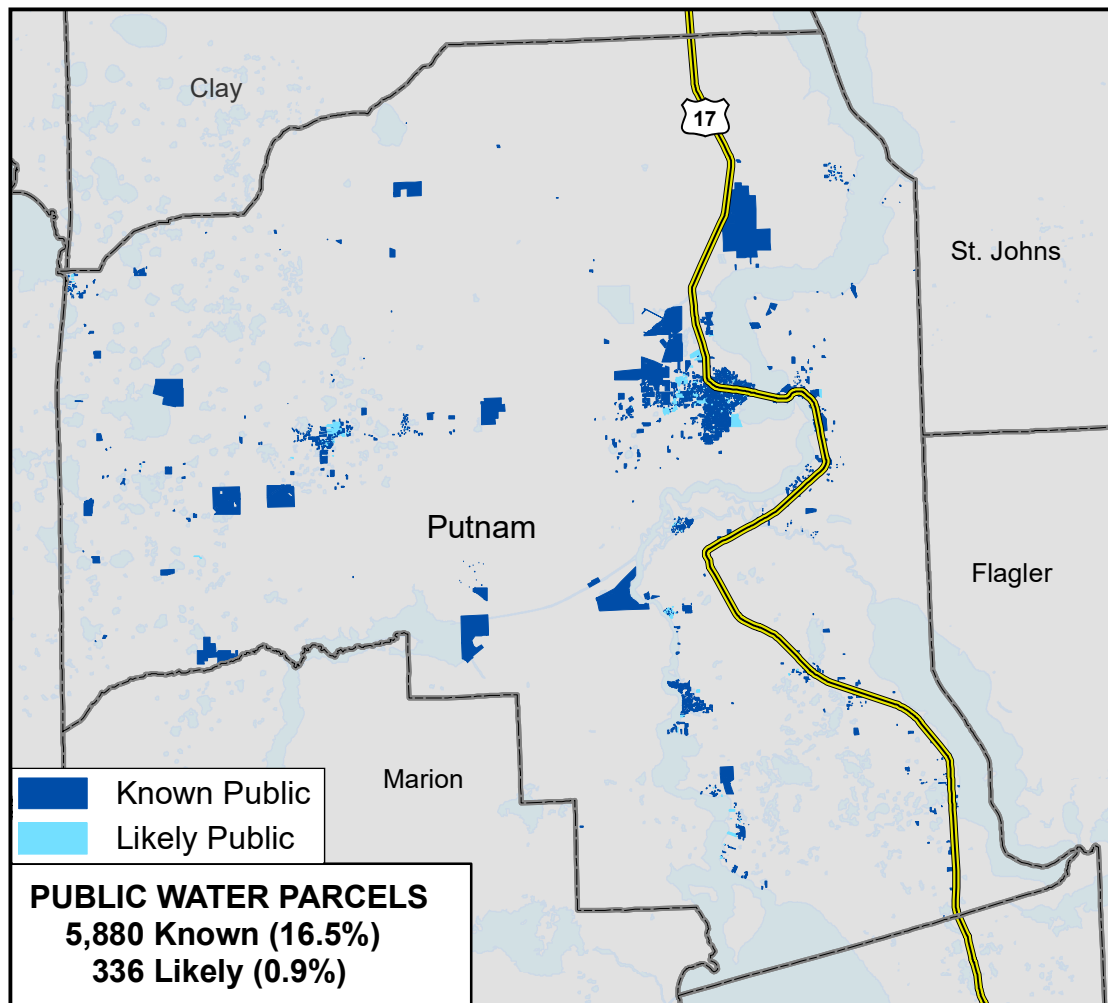 Clay
17
St. Johns
Putnam
Flagler
Marion
Known Public
Likely Public
PUBLIC WATER PARCELS
5,880 Known (16.5%)
336 Likely (0.9%)